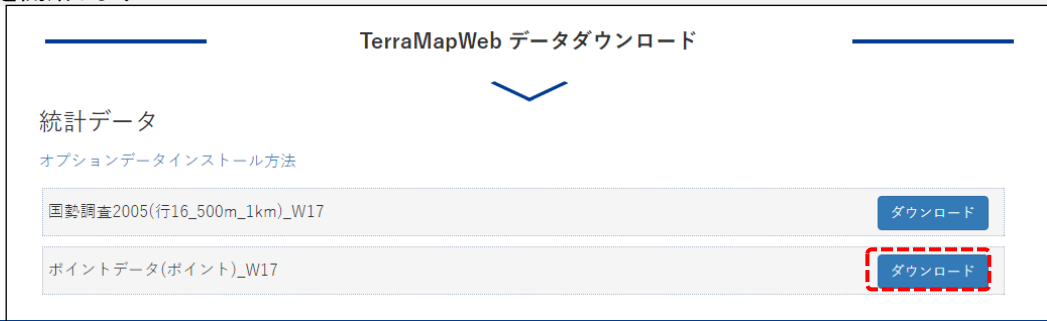 TerraMapWeb データダウンロード
統計データ
オプションデータインストール方法
国勢調査2005(行16_500m_1km)_W17
ダウンロード
ポイントデータ(ポイント)_W17
ダウンロード